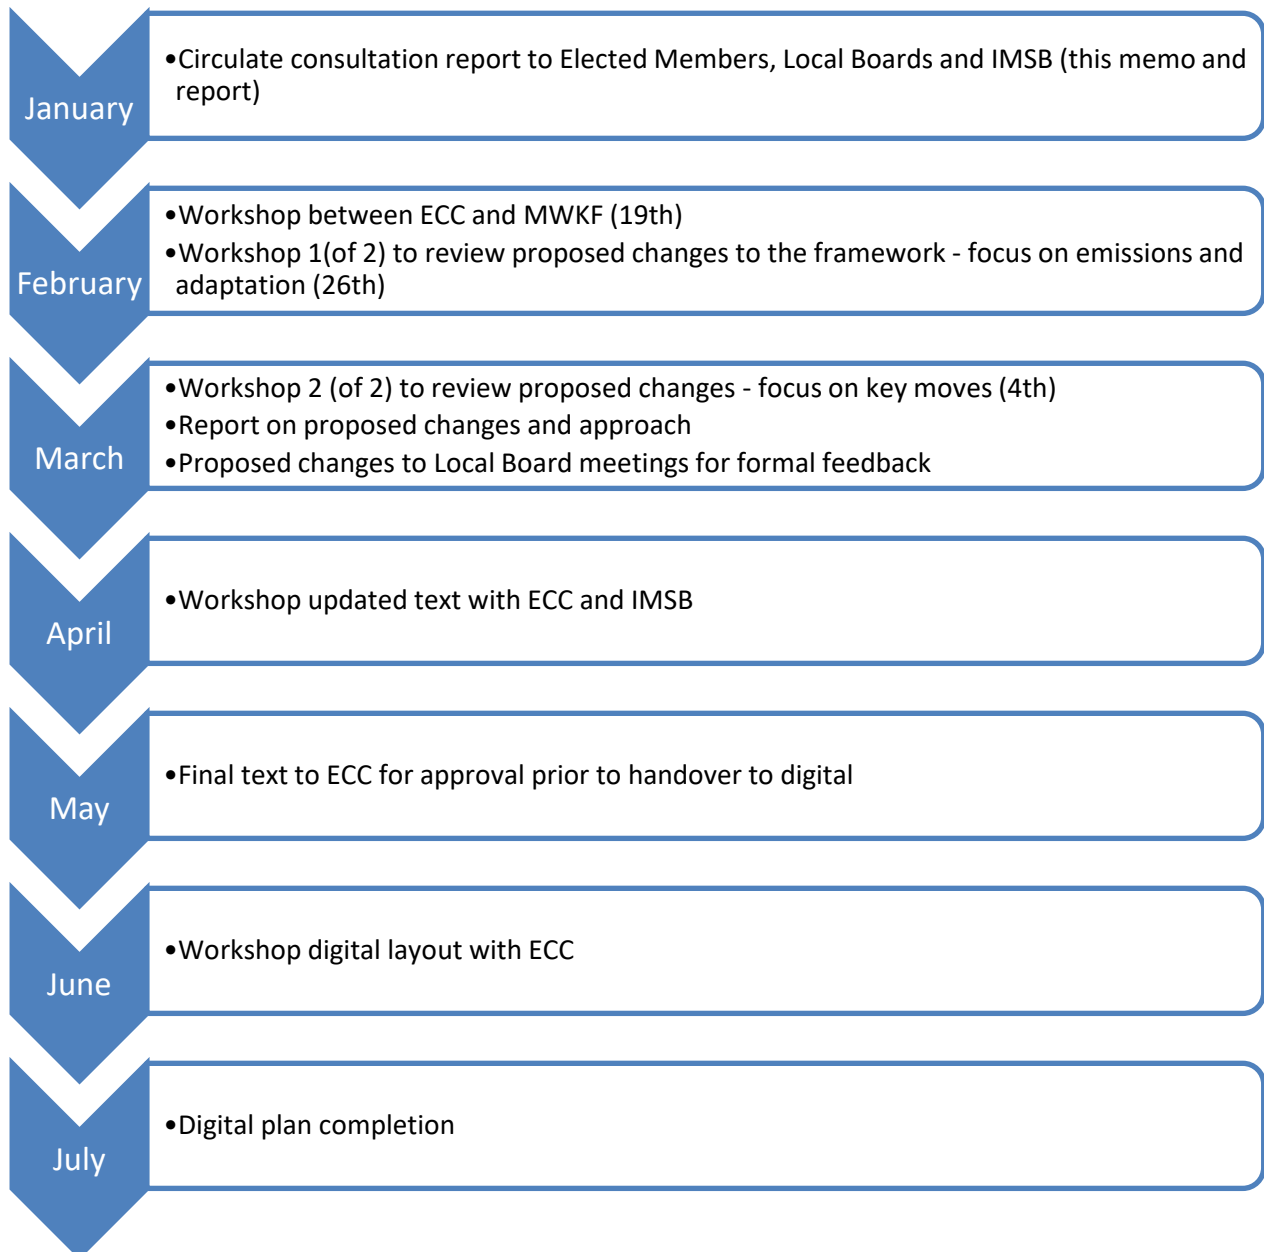 January
•Circulate consultation report to Elected Members, Local Boards and IMSB (this memo and
report)
February
•Workshop between ECC and MWKF (19th)
•Workshop 1(of 2) to review proposed changes to the framework - focus on emissions and
adaptation (26th)
March
•Workshop 2 (of 2) to review proposed changes - focus on key moves (4th)
•Report on proposed changes and approach
•Proposed changes to Local Board meetings for formal feedback
April
•Workshop updated text with ECC and IMSB
May
•Final text to ECC for approval prior to handover to digital
June
•Workshop digital layout with ECC
July
•Digital plan completion